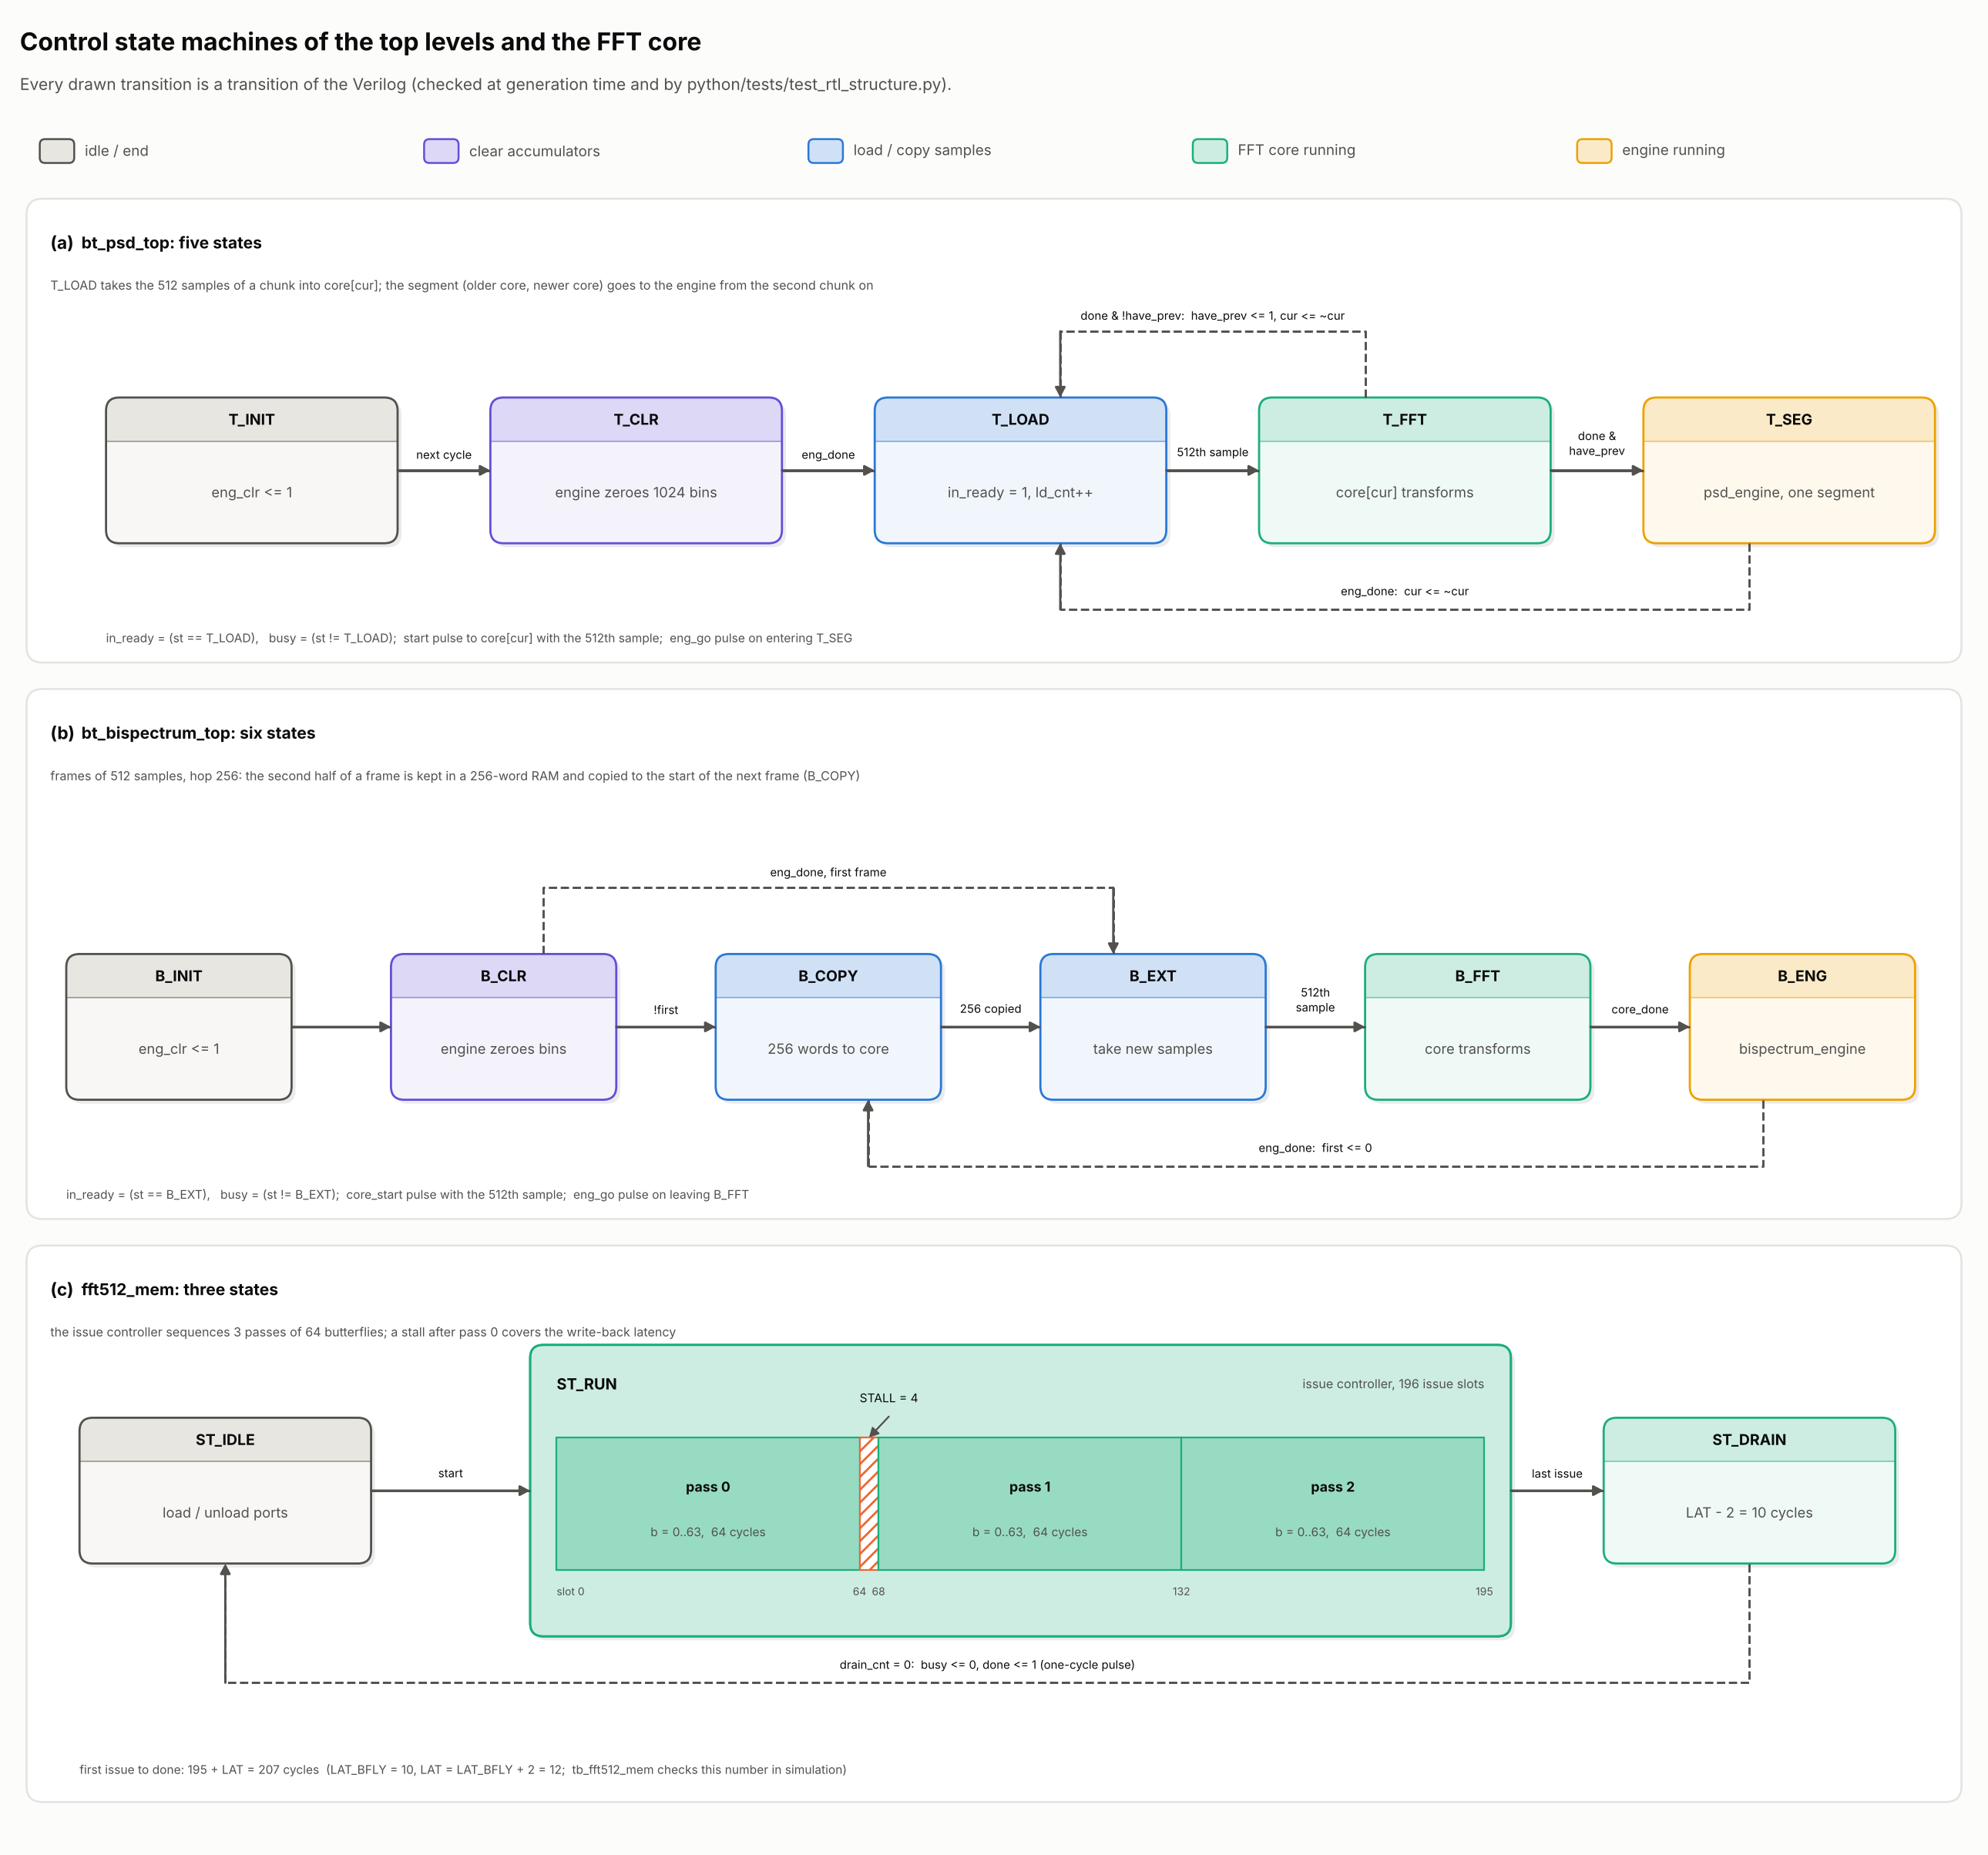 Control state machines of the top levels and the FFT core
Every drawn transition is a transition of the Verilog (checked at generation time and by python/tests/test_rtl_structure.py).
idle / end
clear accumulators
load / copy samples
FFT core running
engine running
(a) bt_psd_top: five states
T_LOAD takes the 512 samples of a chunk into core[cur]; the segment (older core, newer core) goes to the engine from the second chunk on
done & !have_prev: have_prev <= 1, cur <= ~cur
T_INIT
eng_clr <= 1
next cycle
T_CLR
engine zeroes 1024 bins
eng_done
T_LOAD
in_ready = 1, ld_cnt++
512th sample
T_FFT
core[cur] transforms
done &
have_prev
T_SEG
psd_engine, one segment
eng_done: cur <= ~cur
in_ready = (st == T_LOAD), busy = (st != T_LOAD); start pulse to core[cur] with the 512th sample; eng_go pulse on entering T_SEG
(b) bt_bispectrum_top: six states
frames of 512 samples, hop 256: the second half of a frame is kept in a 256-word RAM and copied to the start of the next frame (B_COPY)
eng_done, first frame
B_INIT
eng_clr <= 1
B_CLR
engine zeroes bins
!first
B_COPY
256 words to core
256 copied
B_EXT
take new samples
512th
sample
B_FFT
core transforms
core_done
B_ENG
bispectrum_engine
eng_done: first <= 0
in_ready = (st == B_EXT), busy = (st != B_EXT); core_start pulse with the 512th sample; eng_go pulse on leaving B_FFT
(c) fft512_mem: three states
the issue controller sequences 3 passes of 64 butterflies; a stall after pass 0 covers the write-back latency
ST_IDLE
load / unload ports
start
ST_RUN
issue controller, 196 issue slots
STALL = 4
pass 0
b = 0..63, 64 cycles
pass 1
b = 0..63, 64 cycles
pass 2
b = 0..63, 64 cycles
slot 0
64
68
132
195
last issue
ST_DRAIN
LAT - 2 = 10 cycles
drain_cnt = 0: busy <= 0, done <= 1 (one-cycle pulse)
first issue to done: 195 + LAT = 207 cycles (LAT_BFLY = 10, LAT = LAT_BFLY + 2 = 12; tb_fft512_mem checks this number in simulation)